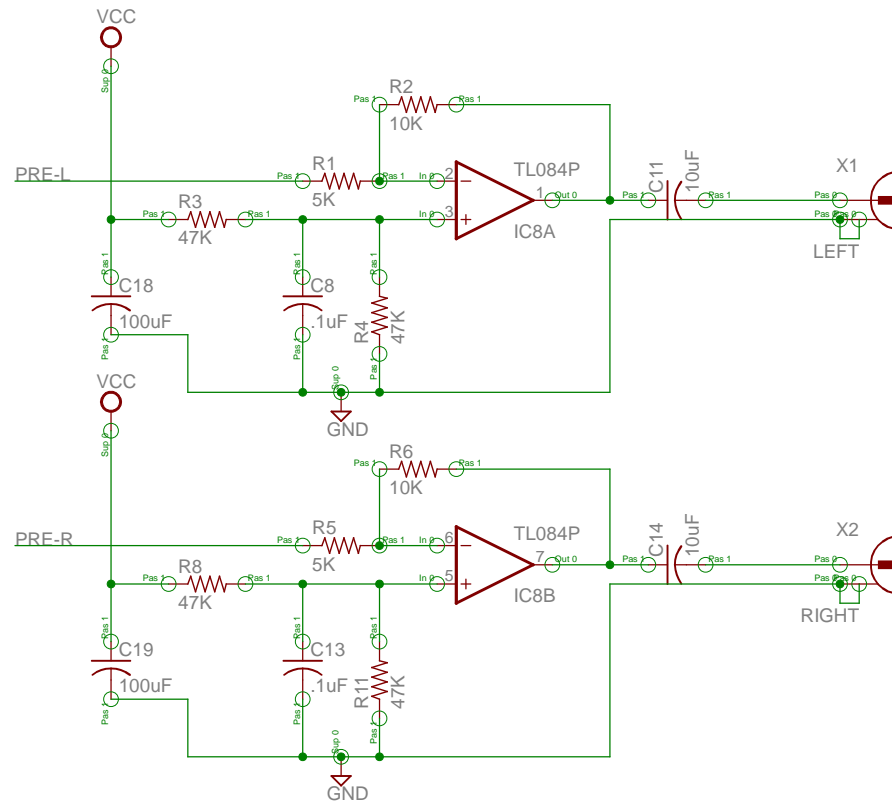 VCC
Sup 0
R2
Pas 1
Pas 1
10K
PRE-L
R1
Pas 1
Pas 1
In 0
2
TL084P
5K
1
Out 0
Pas 1
C11
10uF
Pas 1
X1
Pas 0
R3
Pas 1
Pas 1
47K
In 0
3
IC8A
Pas 0
Pas 0
LEFT
Pas 1
C18
100uF
Pas 1
Pas 1
C8
.1uF
Pas 1
Pas 1
R4
47K
Pas 1
Sup 0
GND
VCC
Sup 0
R6
Pas 1
Pas 1
10K
PRE-R
R5
Pas 1
Pas 1
In 0
6
TL084P
5K
7
Out 0
Pas 1
C14
10uF
Pas 1
X2
Pas 0
R8
Pas 1
Pas 1
47K
In 0
5
IC8B
Pas 0
Pas 0
RIGHT
Pas 1
C19
100uF
Pas 1
Pas 1
C13
.1uF
Pas 1
Pas 1
R11
47K
Pas 1
Sup 0
GND